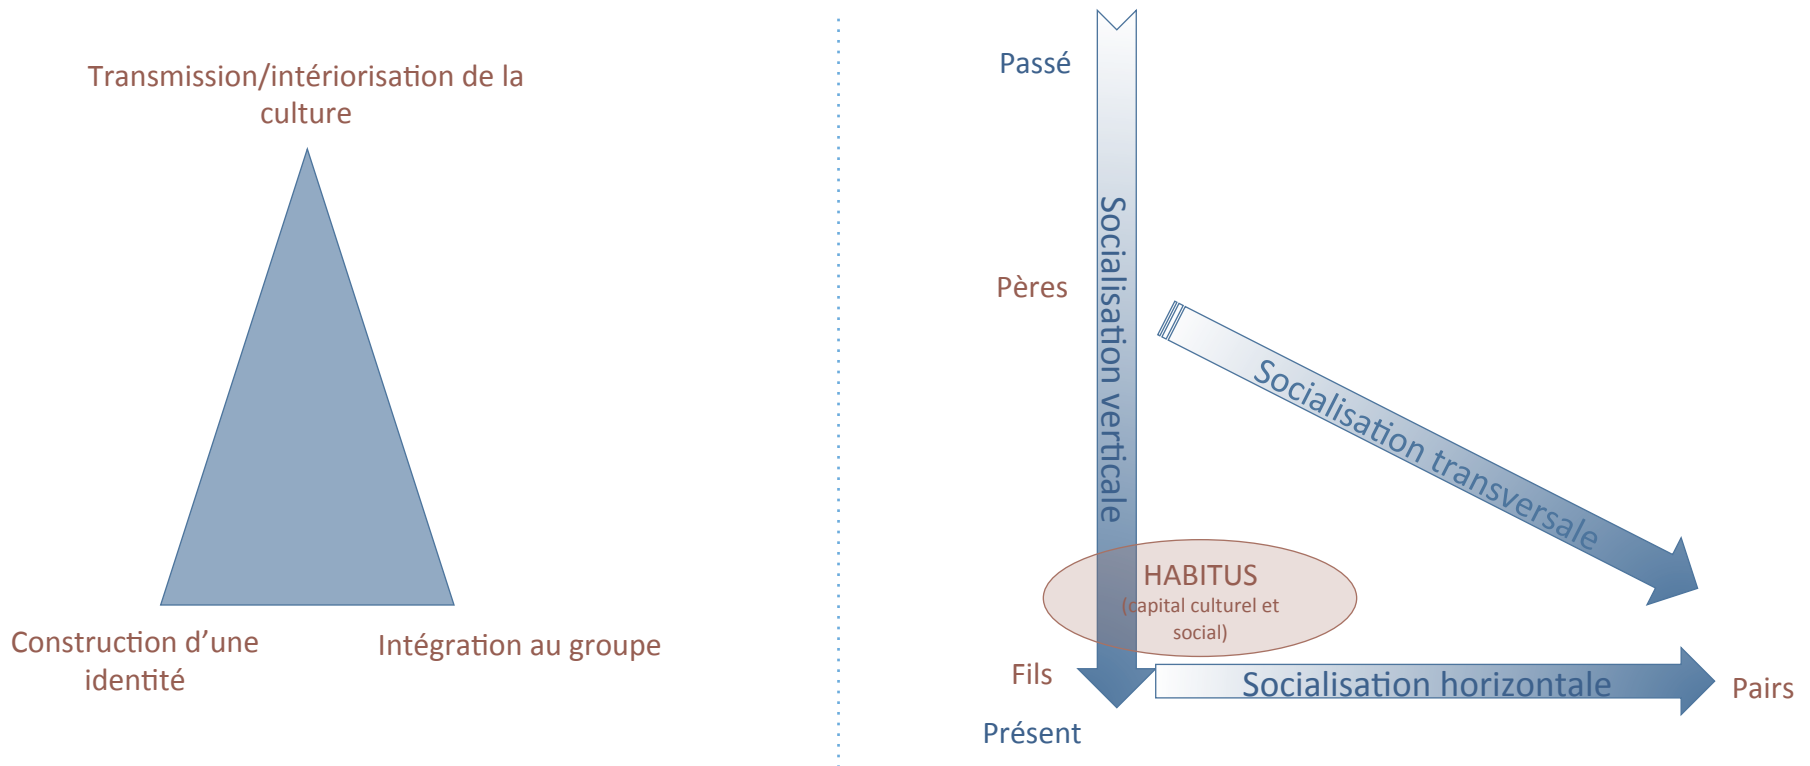 Transmission/intériorisation de la
culture
Construction d’une
identité
Intégration au groupe
Passé
Pères
Socialisation verticale
Socialisation transversale
HABITUS
(capital culturel et
social)
Fils
Socialisation horizontale
Pairs
Présent